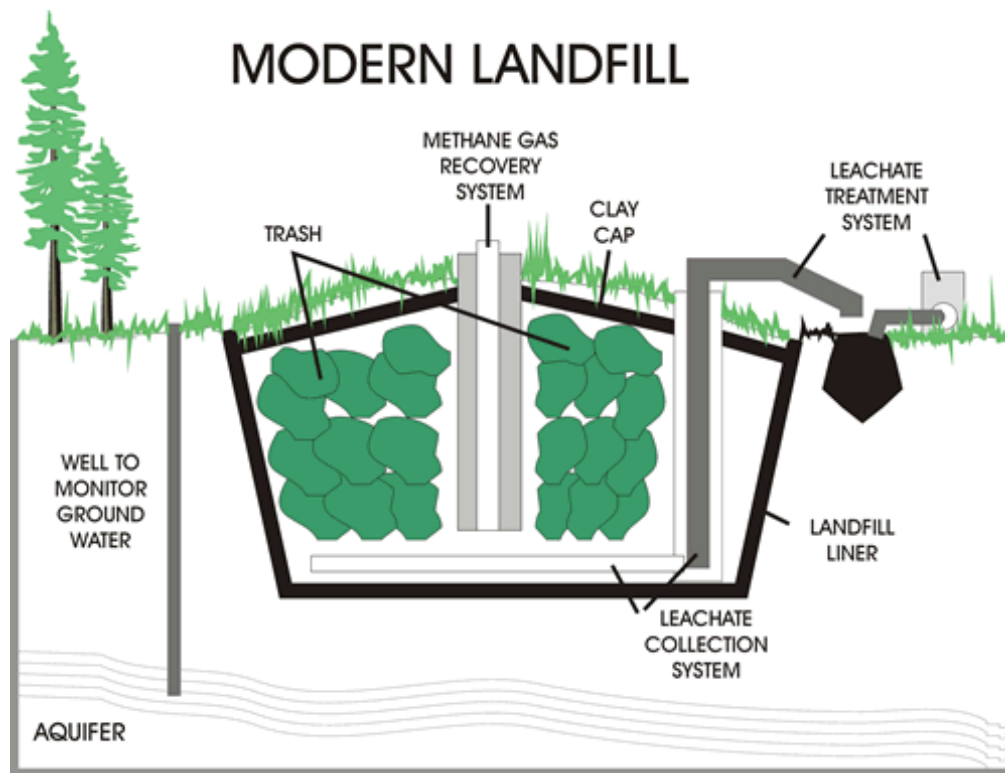 MODERN LANDFILL
METHANE GAS
RECOVERY
SYSTEM
LEACHATE
TREATMENT
SYSTEM
TRASH
CLAY
CAP
WELL TO
MONITOR
GROUND
WATER
LANDFILL
LINER
LEACHATE
COLLECTION
SYSTEM
AQUIFER